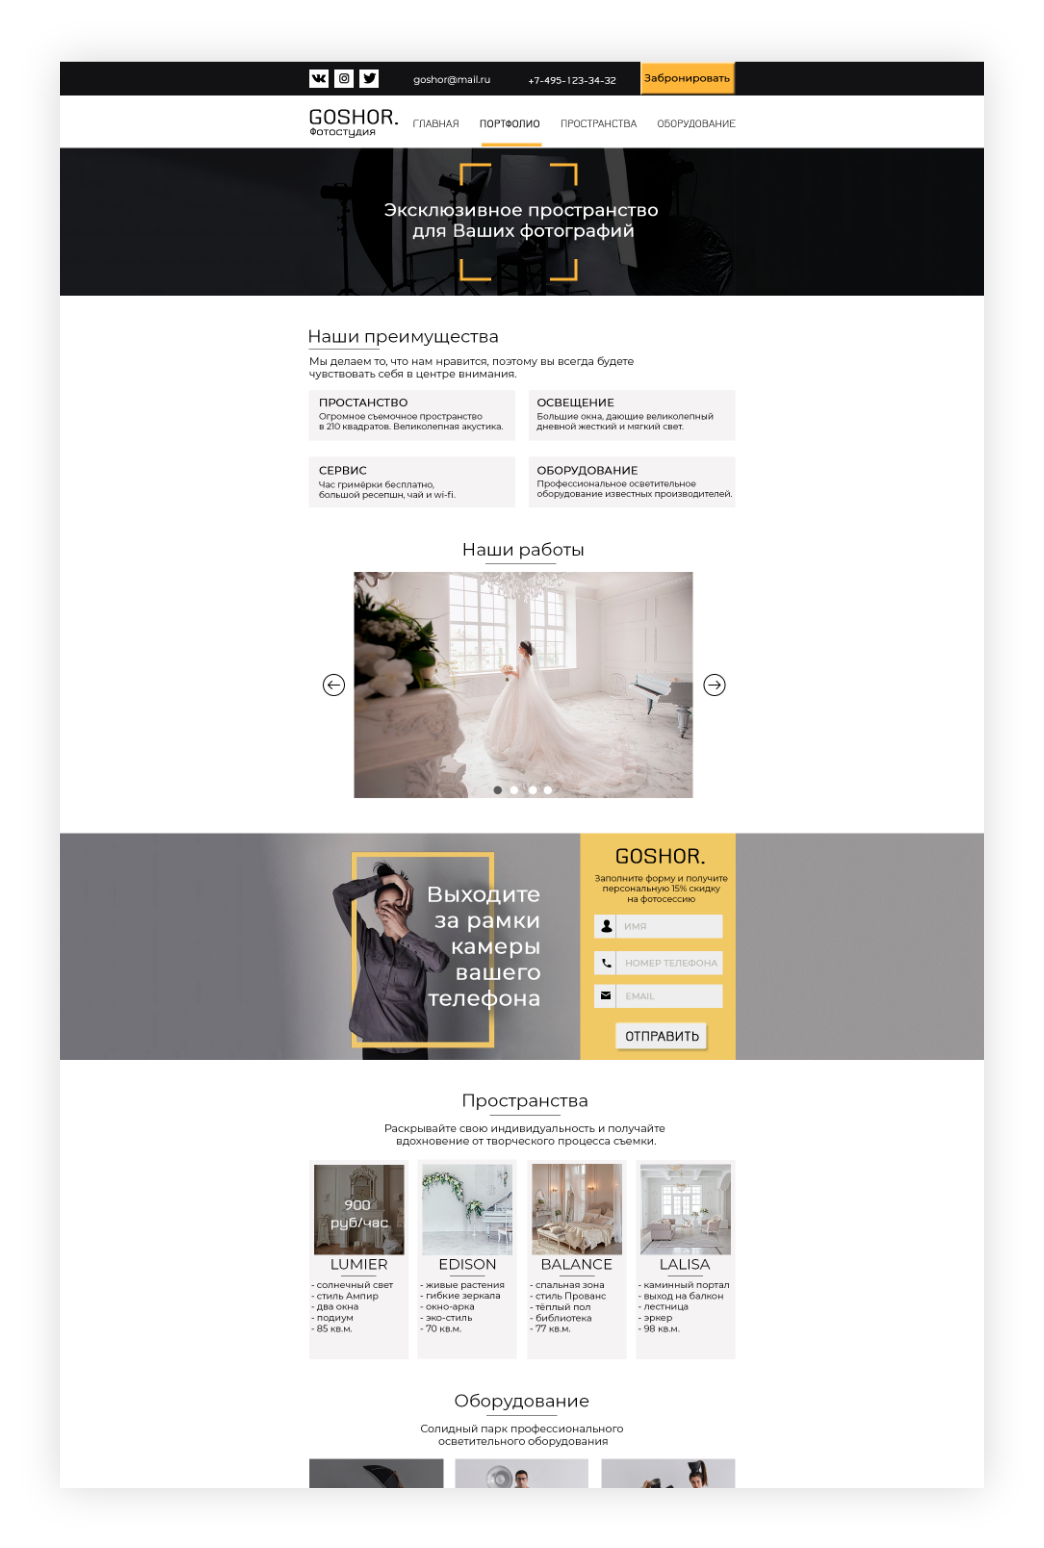 goshor@mail.ru
+7-495-123-34-32
Забронировать
GOSHOR.
Фотостудия
ГЛАВНАЯ
ПОРТФОЛИО
ПРОСТРАНСТВА
ОБОРУДОВАНИЕ
Эксклюзивное пространство
для Ваших фотографий
Наши преимущества
Мы делаем то, что нам нравится, поэтому вы всегда будете
чувствовать себя в центре внимания.
ПРОСТАНСТВО
Огромное съемочное пространство
в 210 квадратов. Великолепная акустика.
ОСВЕЩЕНИЕ
Большие окна, дающие великолепный
дневной жесткий и мягкий свет.
СЕРВИС
Час гримёрки бесплатно,
большой ресепшн, чай и wi-fi.
ОБОРУДОВАНИЕ
Профессиональное осветительное
оборудование известных производителей.
Наши работы
Выходите
за рамки
камеры
вашего
телефона
GOSHOR.
Заполните форму и получите
персональную 15% скидку
на фотосессию
ИМЯ
НОМЕР ТЕЛЕФОНА
EMAIL
ОТПРАВИТЬ
Пространства
Раскрывайте свою индивидуальность и получайте
вдохновение от творческого процесса съемки.
900
руб/час
LUMIER
- солнечный свет
- стиль Ампир
- два окна
- подиум
- 85 кв.м.
EDISON
- живые растения
- гибкие зеркала
- окно-арка
- эко-стиль
- 70 кв.м.
BALANCE
- спальная зона
- стиль Прованс
- тёплый пол
- библиотека
- 77 кв.м.
LALISA
- каминный портал
- выход на балкон
- лестница
- эркер
- 98 кв.м.
Оборудование
Солидный парк профессионального
осветительного оборудования